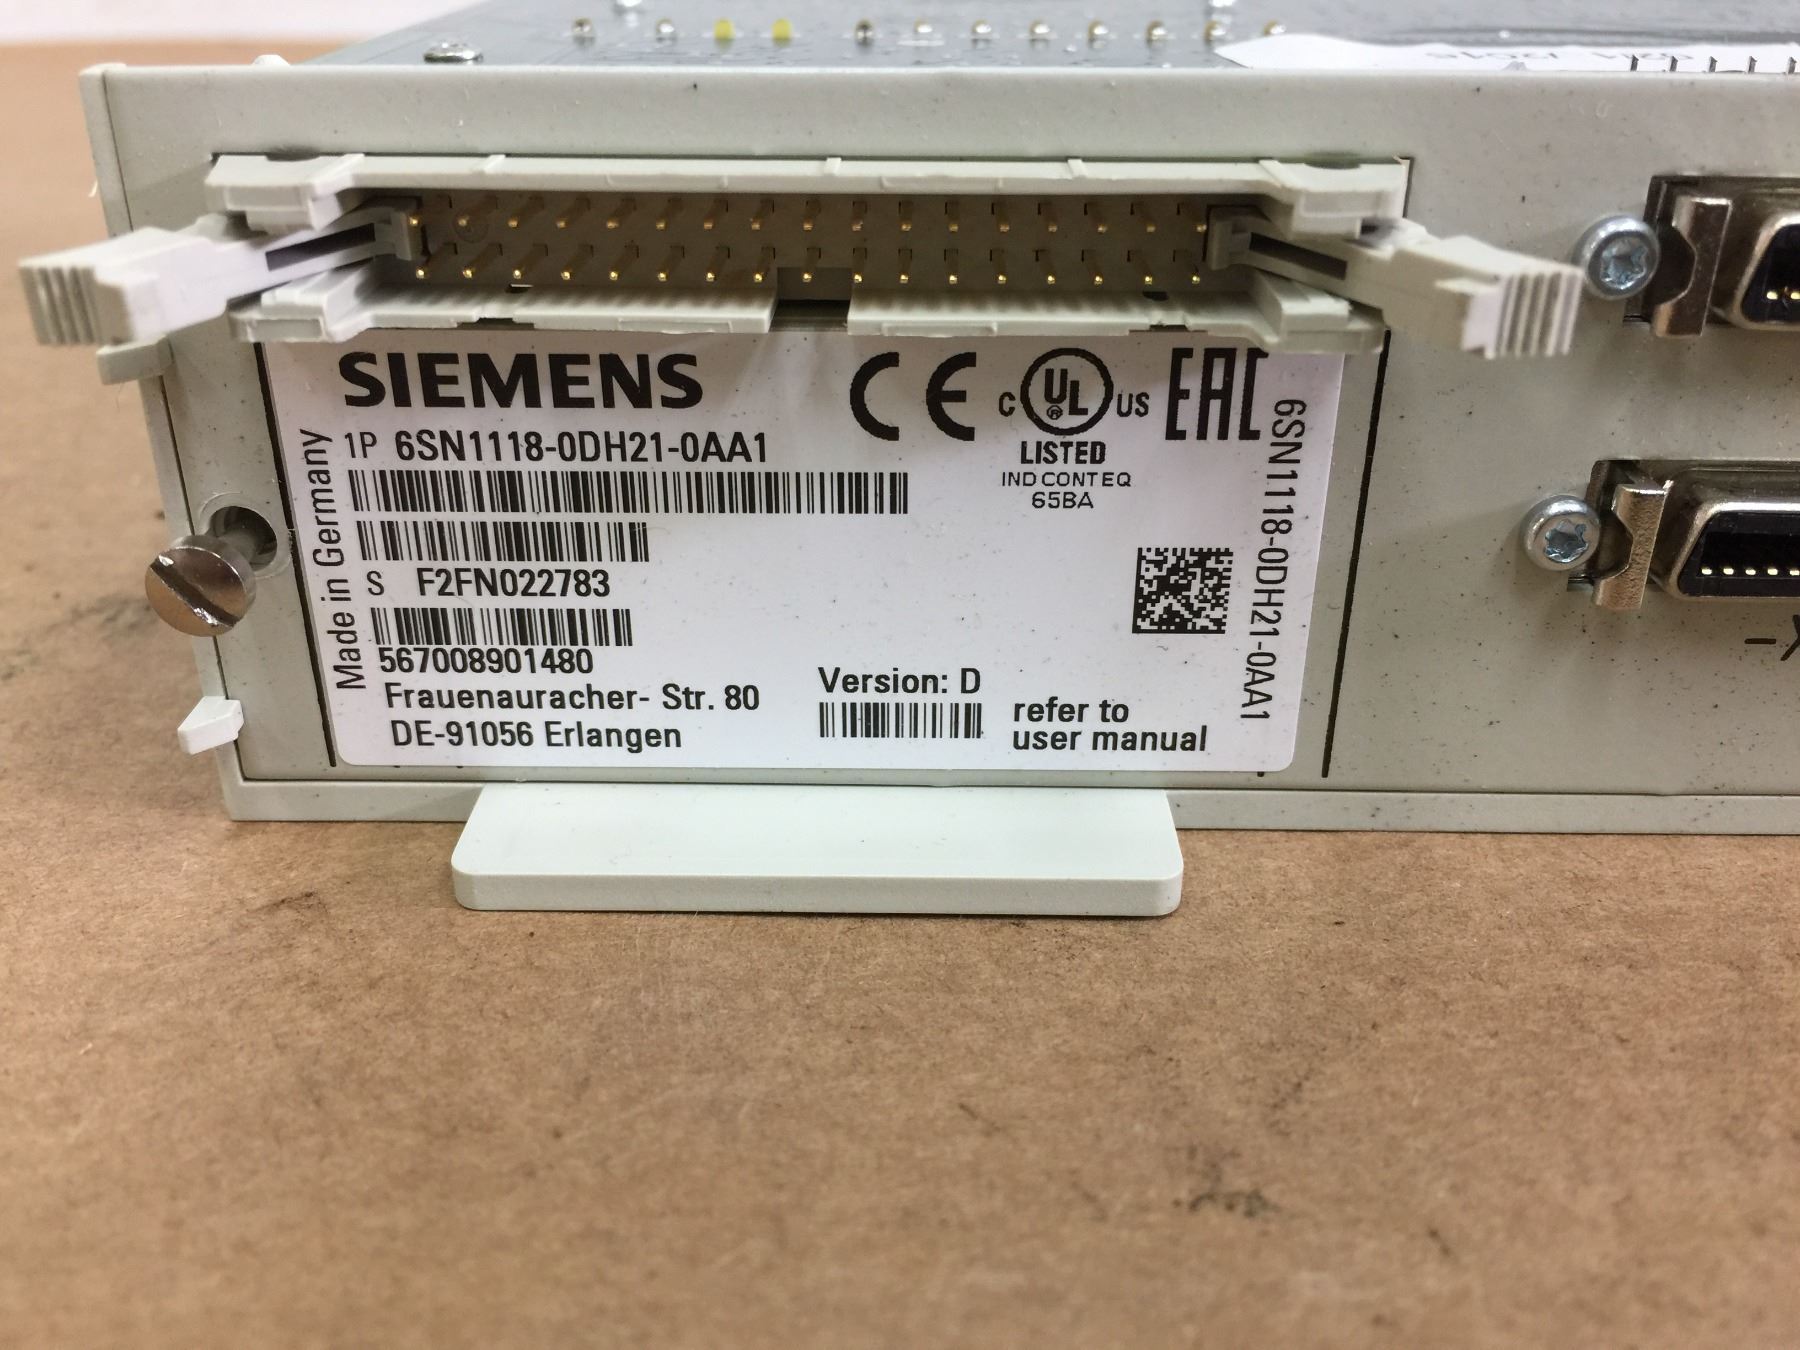 SIEMENS
CE
C UL US
EAC
1P 6SN1118-0DH21-0AA1
LISTED
IND CONT EQ
65BA
S F2FN022783
567008901480
Frauenauracher- Str. 80
DE-91056 Erlangen
Version: D
refer to
user manual
Made in Germany
6SN1118-0DH21-0AA1